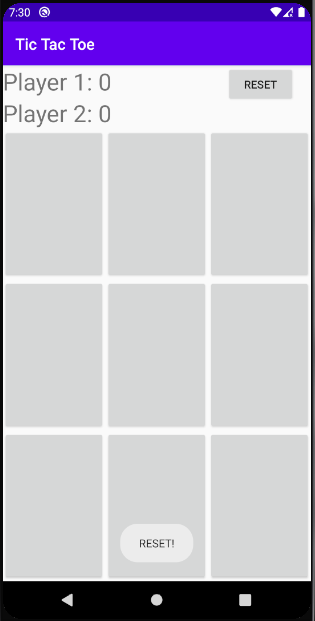 7:30
Tic Tac Toe
Player 1: 0
RESET
Player 2: 0
RESET!